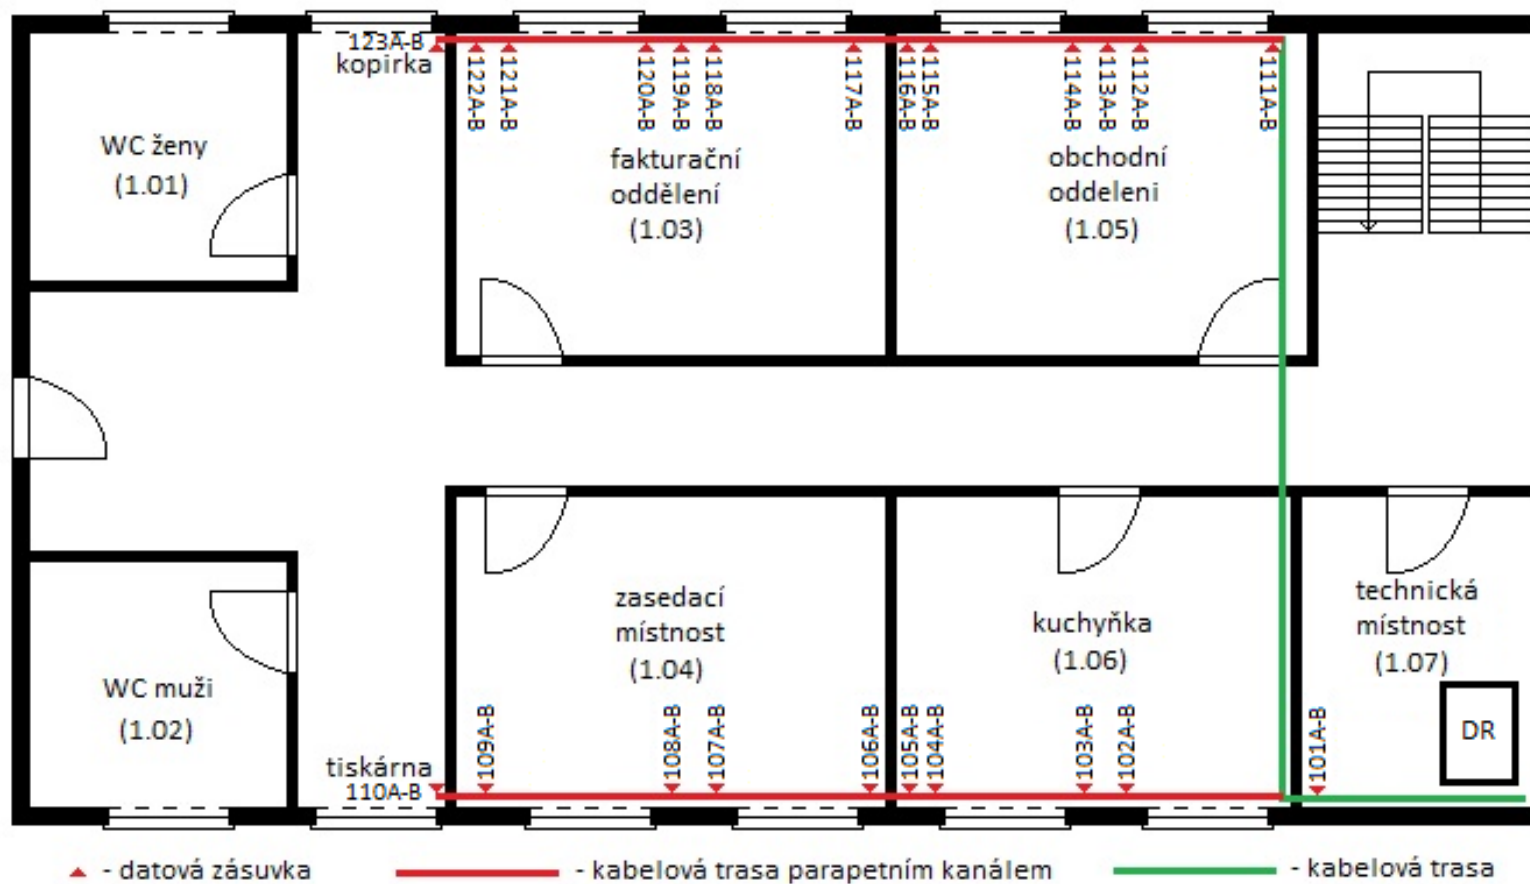 123A-B
kopirka
122A-B
121A-B
120A-B
119A-B
118A-B
117A-B
116A-B
115A-B
114A-B
113A-B
112A-B
111A-B
WC ženy
(1.01)
fakturační
oddělení
(1.03)
obchodní
oddeleni
(1.05)
WC muži
(1.02)
zasedací
místnost
(1.04)
kuchyňka
(1.06)
technická
místnost
(1.07)
DR
tiskárna
110A-B
109A-B
108A-B
107A-B
106A-B
105A-B
104A-B
103A-B
102A-B
101A-B
- datová zásuvka
- kabelová trasa parapetním kanálem
- kabelová trasa